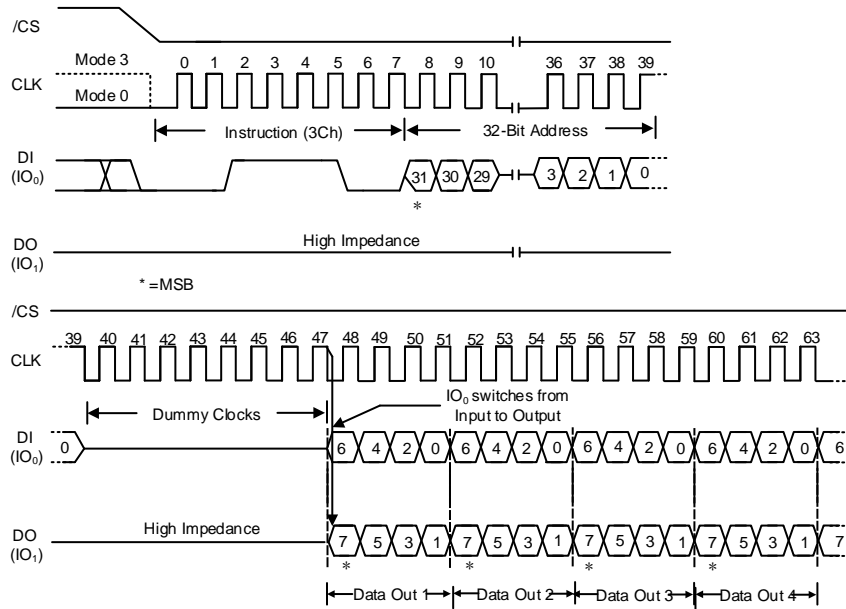 /CS
Mode 3
0 1 2 3 4 5 6 7 8 9 10 36 37 38 39
CLK
Mode 0
Instruction (3Ch) 32-Bit Address
DI
(IO₀)
31 30 29 3 2 1 0
*
High Impedance
DO
(IO₁)
* =MSB
/CS
39 40 41 42 43 44 45 46 47 48 49 50 51 52 53 54 55 56 57 58 59 60 61 62 63
CLK
IO₀ switches from
Input to Output
Dummy Clocks
DI
(IO₀)
0 6 4 2 0 6 4 2 0 6 4 2 0 6 4 2 0 6
High Impedance
DO
(IO₁)
7 5 3 1 7 5 3 1 7 5 3 1 7 5 3 1 7
* * * *
Data Out 1 Data Out 2 Data Out 3 Data Out 4